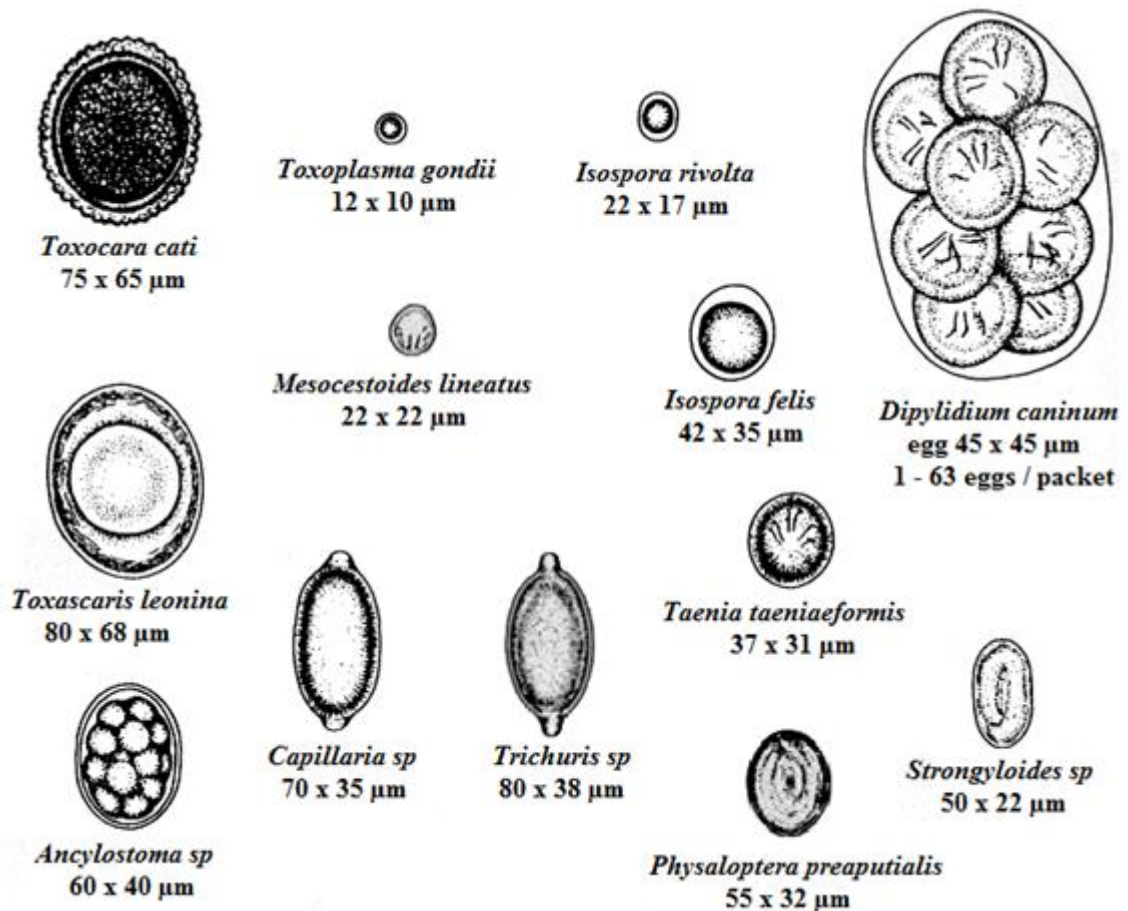 Toxocara cati
75 x 65 µm
Toxoplasma gondii
12 x 10 µm
Isospora rivolta
22 x 17 µm
Mesocestoides lineatus
22 x 22 µm
Isospora felis
42 x 35 µm
Dipylidium caninum
egg 45 x 45 µm
1 - 63 eggs / packet
Toxascaris leonina
80 x 68 µm
Capillaria sp
70 x 35 µm
Trichuris sp
80 x 38 µm
Taenia taeniaeformis
37 x 31 µm
Strongyloides sp
50 x 22 µm
Ancylostoma sp
60 x 40 µm
Physaloptera preaputialis
55 x 32 µm